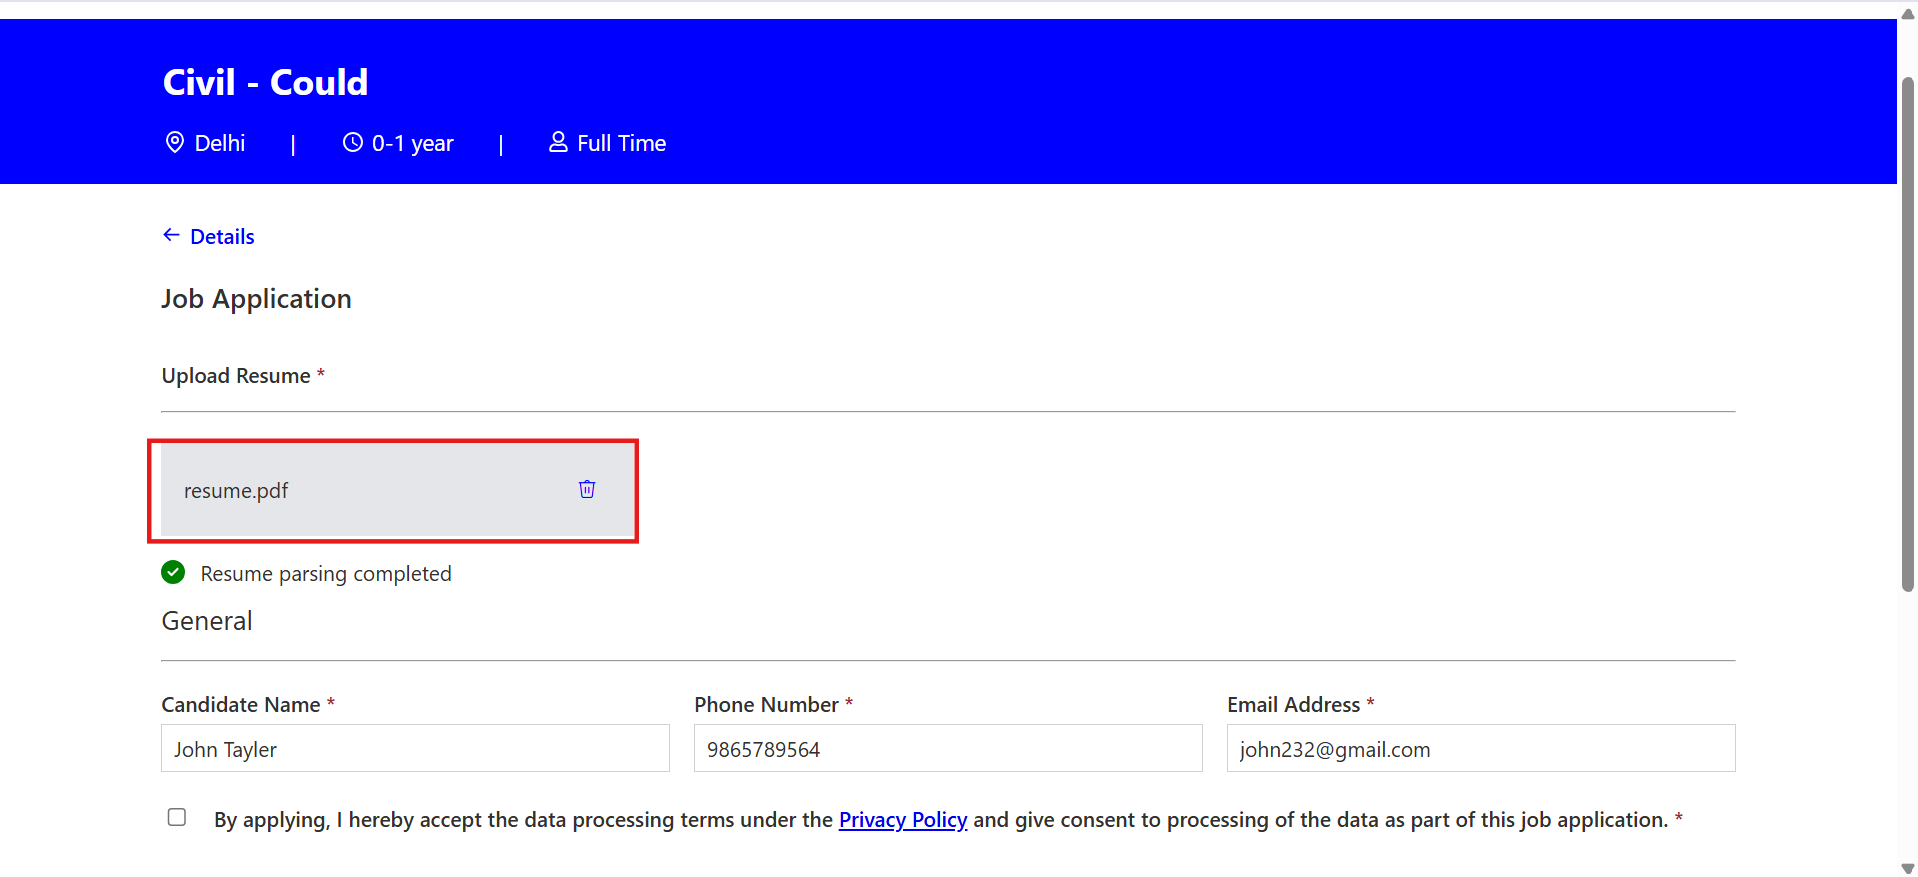 Civil - Could
Delhi | 0-1 year | Full Time
← Details
Job Application
Upload Resume *
resume.pdf
Resume parsing completed
General
Candidate Name * Phone Number * Email Address *
John Tayler 9865789564 john232@gmail.com
By applying, I hereby accept the data processing terms under the Privacy Policy and give consent to processing of the data as part of this job application. *